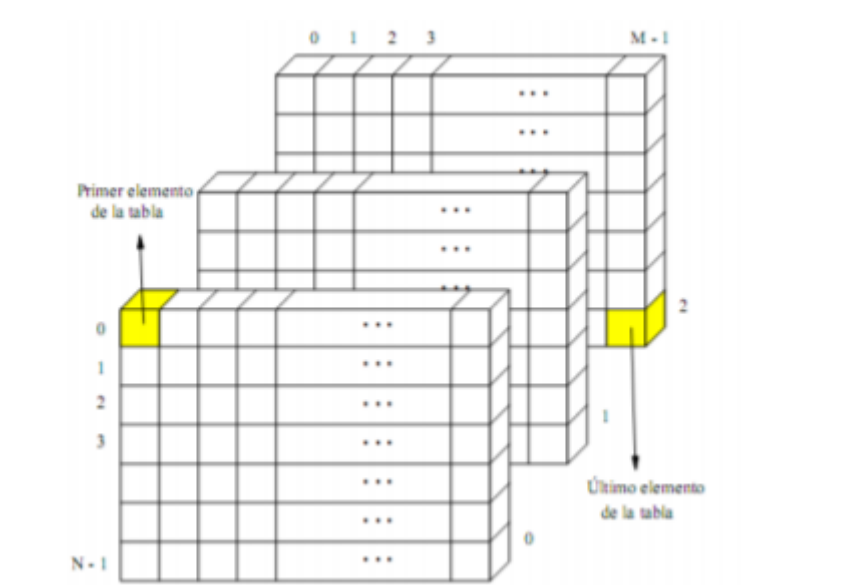 0 1 2 3 M - 1
...
...
...
Primer elemento
de la tabla
...
...
...
2
0 ...
1 ...
2 ...
3 ...
1
...
Último elemento
de la tabla
...
0
N - 1 ...